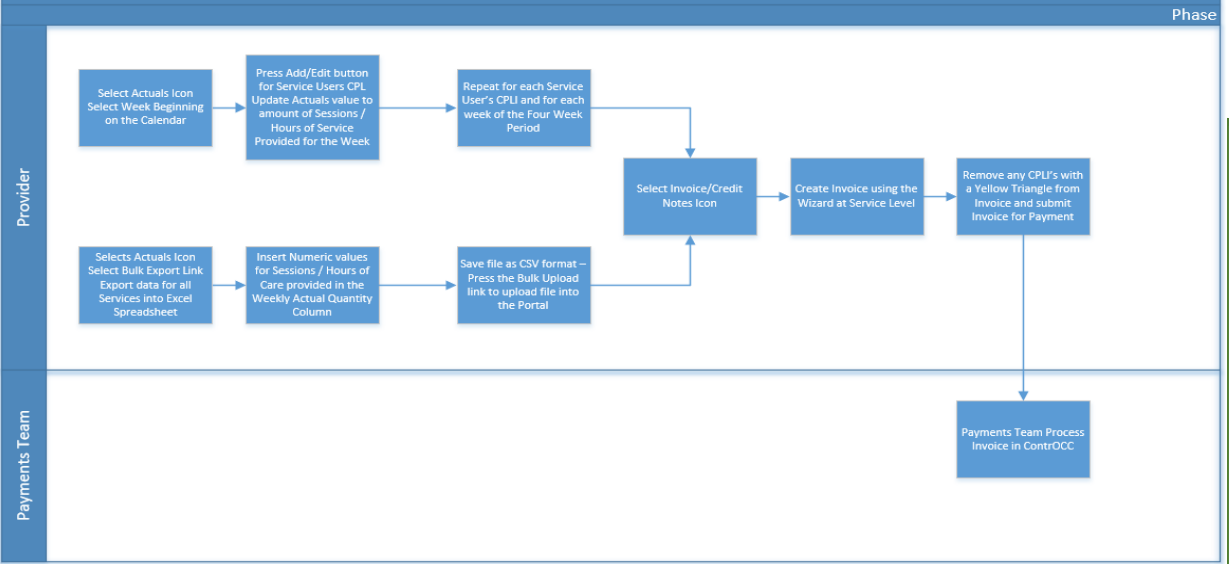 Phase
Provider
Select Actuals Icon
Select Week Beginning
on the Calendar
Press Add/Edit button
for Service Users CPL
Update Actuals value to
amount of Sessions /
Hours of Service
Provided for the Week
Repeat for each Service
User's CPLI and for each
week of the Four Week
Period
Select Invoice/Credit
Notes Icon
Create Invoice using the
Wizard at Service Level
Remove any CPLI's with
a Yellow Triangle from
Invoice and submit
Invoice for Payment
Selects Actuals Icon
Select Bulk Export Link
Export data for all
Services into Excel
Spreadsheet
Insert Numeric values
for Sessions / Hours of
Care provided in the
Weekly Actual Quantity
Column
Save file as CSV format –
Press the Bulk Upload
link to upload file into
the Portal
Payments Team
Payments Team Process
Invoice in ContrOCC